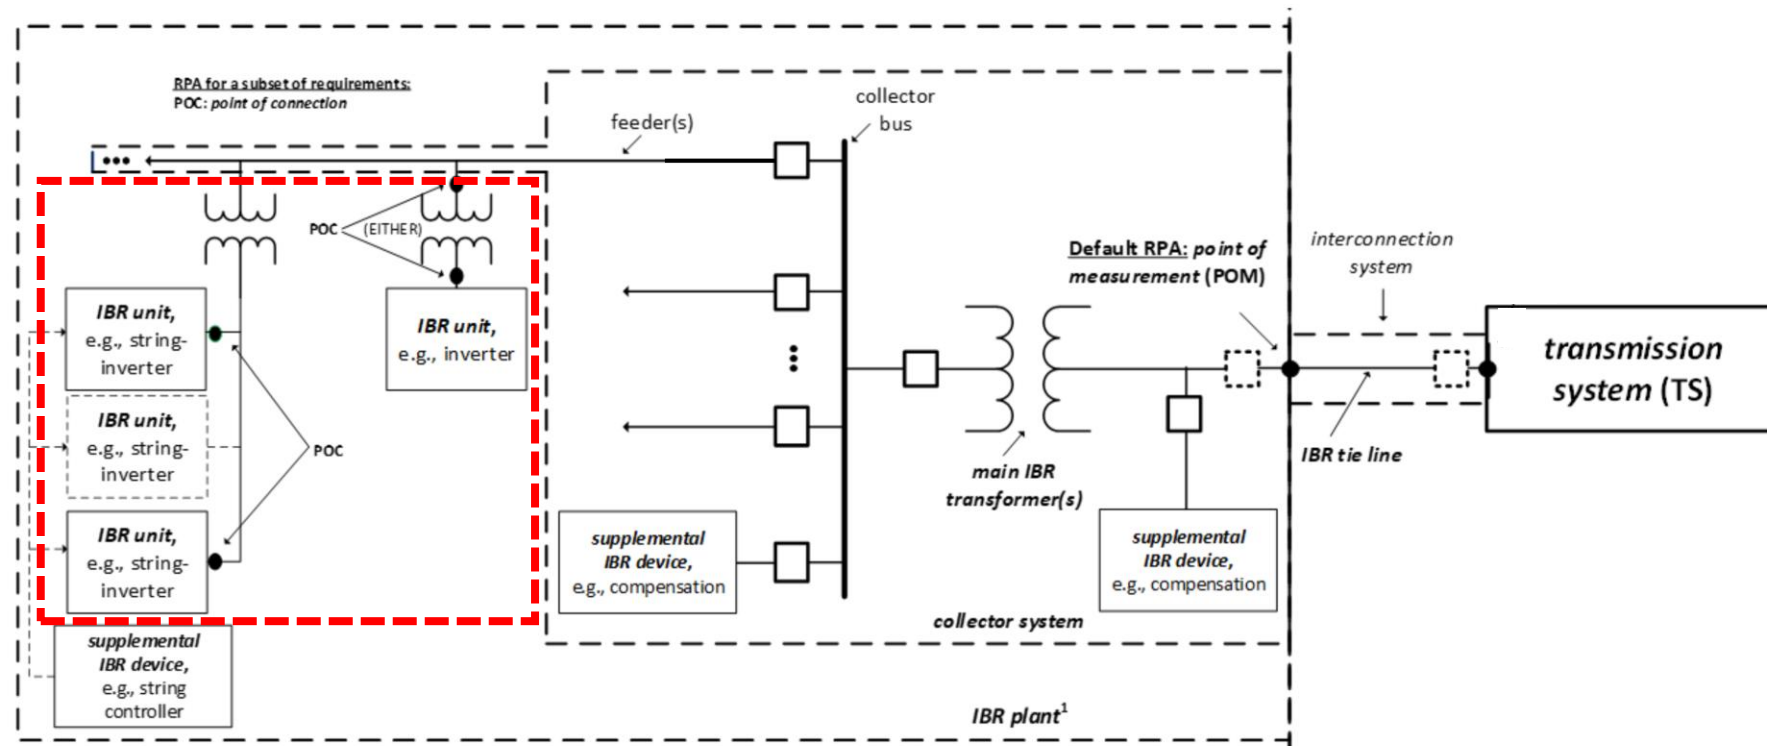 RPA for a subset of requirements:
POC: point of connection
feeder(s)
collector
bus
POC
(EITHER)
IBR unit,
e.g., string-
inverter
IBR unit,
e.g., inverter
IBR unit,
e.g., string-
inverter
POC
IBR unit,
e.g., string-
inverter
supplemental
IBR device,
e.g., string
controller
supplemental
IBR device,
e.g., compensation
main IBR
transformer(s)
Default RPA: point of
measurement (POM)
supplemental
IBR device,
e.g., compensation
collector system
IBR plant1
interconnection
system
IBR tie line
transmission
system (TS)